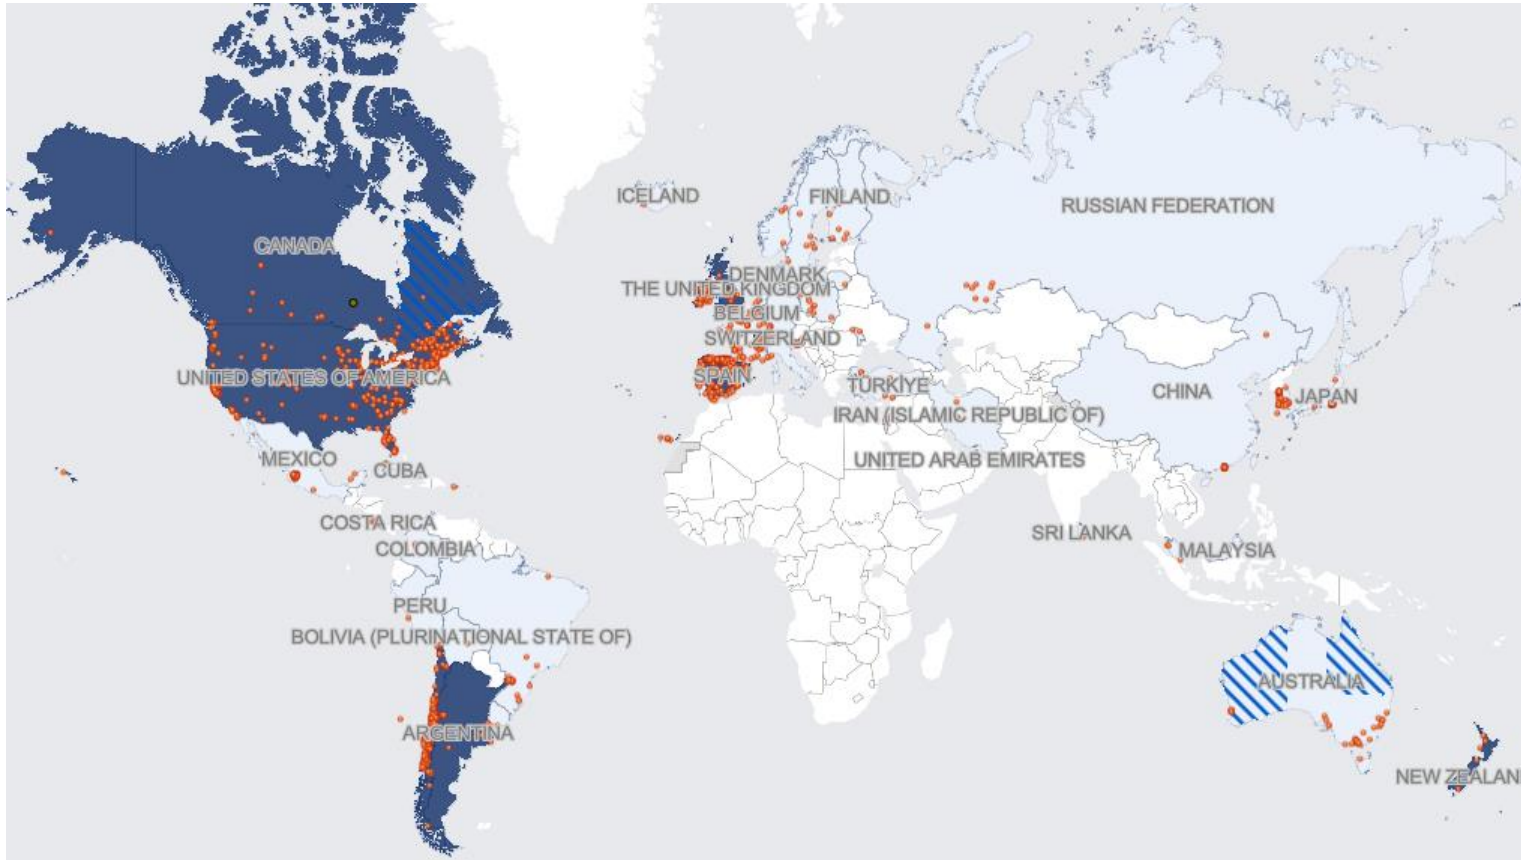 ICELAND
FINLAND
RUSSIAN FEDERATION
CANADA
DENMARK
THE UNITED KINGDOM
BELGIUM
SWITZERLAND
SPAIN
UNITED STATES OF AMERICA
TÜRKİYE
CHINA
JAPAN
IRAN (ISLAMIC REPUBLIC OF)
MEXICO
CUBA
UNITED ARAB EMIRATES
COSTA RICA
SRI LANKA
COLOMBIA
MALAYSIA
PERU
BOLIVIA (PLURINATIONAL STATE OF)
AUSTRALIA
ARGENTINA
NEW ZEALAN